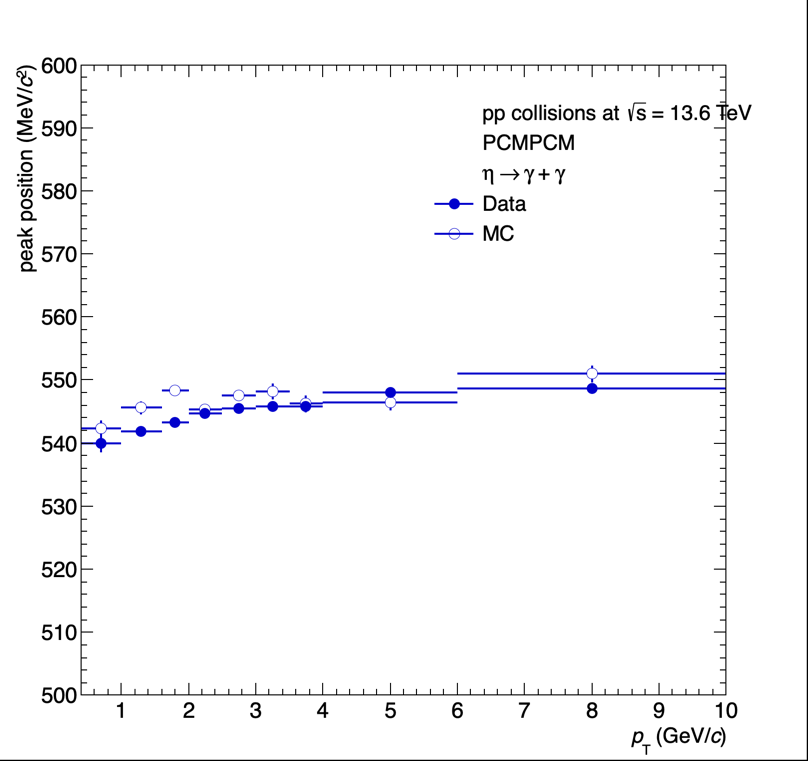 peak position (MeV/c²)
600
590
580
570
560
550
540
530
520
510
500
pp collisions at √s = 13.6 TeV
PCMPCM
η → γ + γ
Data
MC
1 2 3 4 5 6 7 8 9 10
p_T (GeV/c)